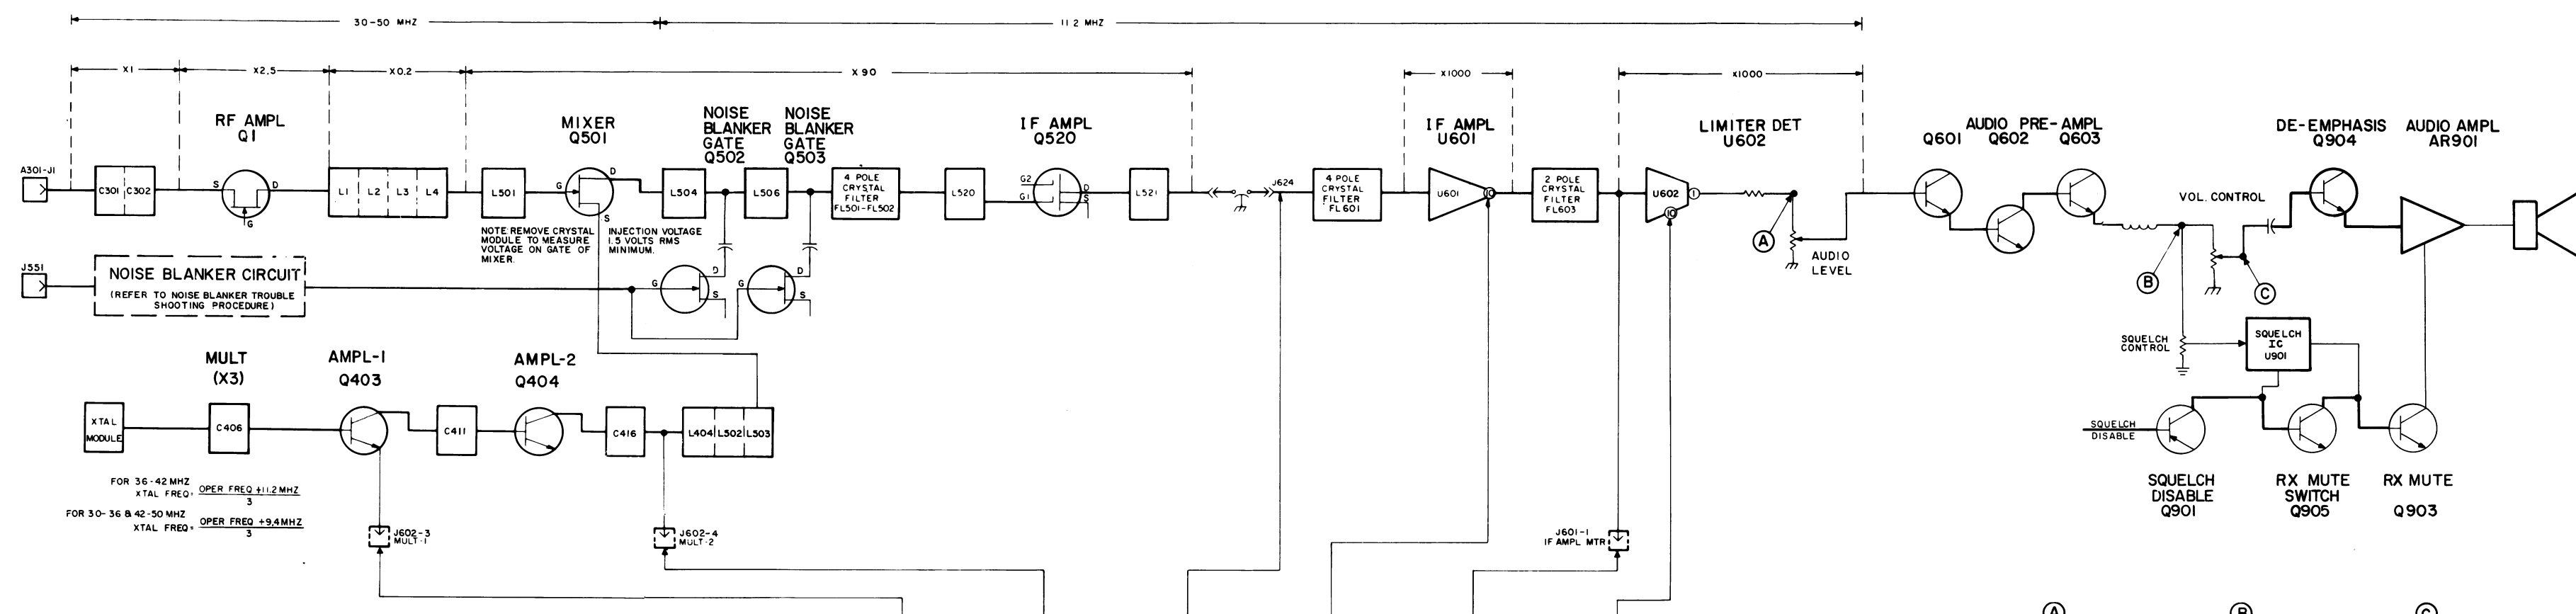 30-50 MHZ
11.2 MHZ
X1
X2.5
X0.2
X 90
X1000
X1000
RF AMPL
Q1
MIXER
Q501
NOISE
BLANKER
GATE
Q502
NOISE
BLANKER
GATE
Q503
IF AMPL
Q520
IF AMPL
U601
LIMITER DET
U602
AUDIO PRE-AMPL
Q601
Q602
Q603
DE-EMPHASIS
Q904
AUDIO AMPL
AR901
A301-J1
C301
C302
S
D
G
L1
L2
L3
L4
L501
G
D
S
L504
L506
4 POLE
CRYSTAL
FILTER
FL501-FL502
L520
G2
G1
D
S
L521
J624
4 POLE
CRYSTAL
FILTER
FL601
U601
10
2 POLE
CRYSTAL
FILTER
FL603
U602
1
10
A
AUDIO
LEVEL
VOL. CONTROL
B
C
NOTE: REMOVE CRYSTAL
MODULE TO MEASURE
VOLTAGE ON GATE OF
MIXER.
INJECTION VOLTAGE
1.5 VOLTS RMS
MINIMUM.
J551
NOISE BLANKER CIRCUIT
(REFER TO NOISE BLANKER TROUBLE
SHOOTING PROCEDURE)
G
D
S
G
D
S
SQUELCH
CONTROL
SQUELCH
IC
U901
MULT
(X3)
AMPL-1
Q403
AMPL-2
Q404
XTAL
MODULE
C406
C411
C416
L404
L502
L503
SQUELCH
DISABLE
SQUELCH
DISABLE
Q901
RX MUTE
SWITCH
Q905
RX MUTE
Q903
FOR 36-42 MHZ
XTAL FREQ= OPER FREQ +11.2 MHZ
3
FOR 30-36 & 42-50 MHZ
XTAL FREQ= OPER FREQ +9.4MHZ
3
J602-3
MULT-1
J602-4
MULT-2
J601-1
IF AMPL MTR
A
B
C